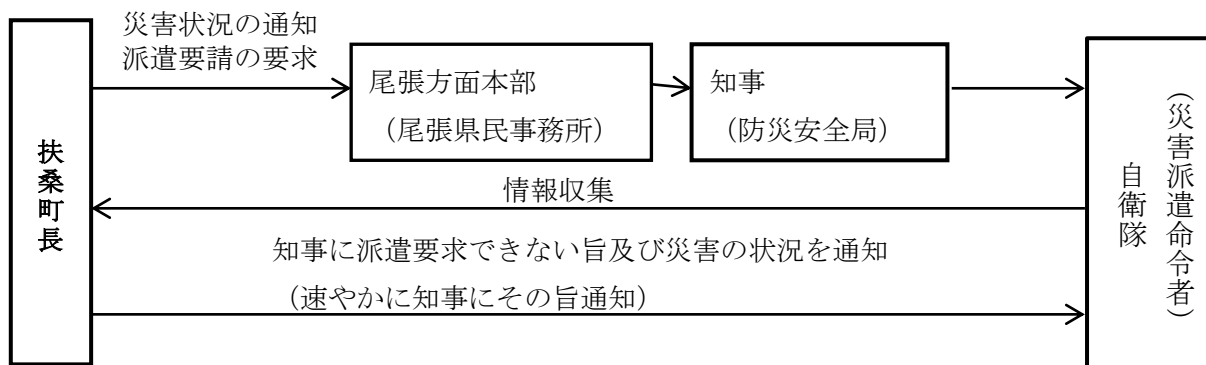 災害状況の通知
派遣要請の要求
尾張方面本部
（尾張県民事務所）
知事
（防災安全局）
扶桑町長
情報収集
知事に派遣要求できない旨及び災害の状況を通知
（速やかに知事にその旨通知）
（災害派遣命令者）
自衛隊